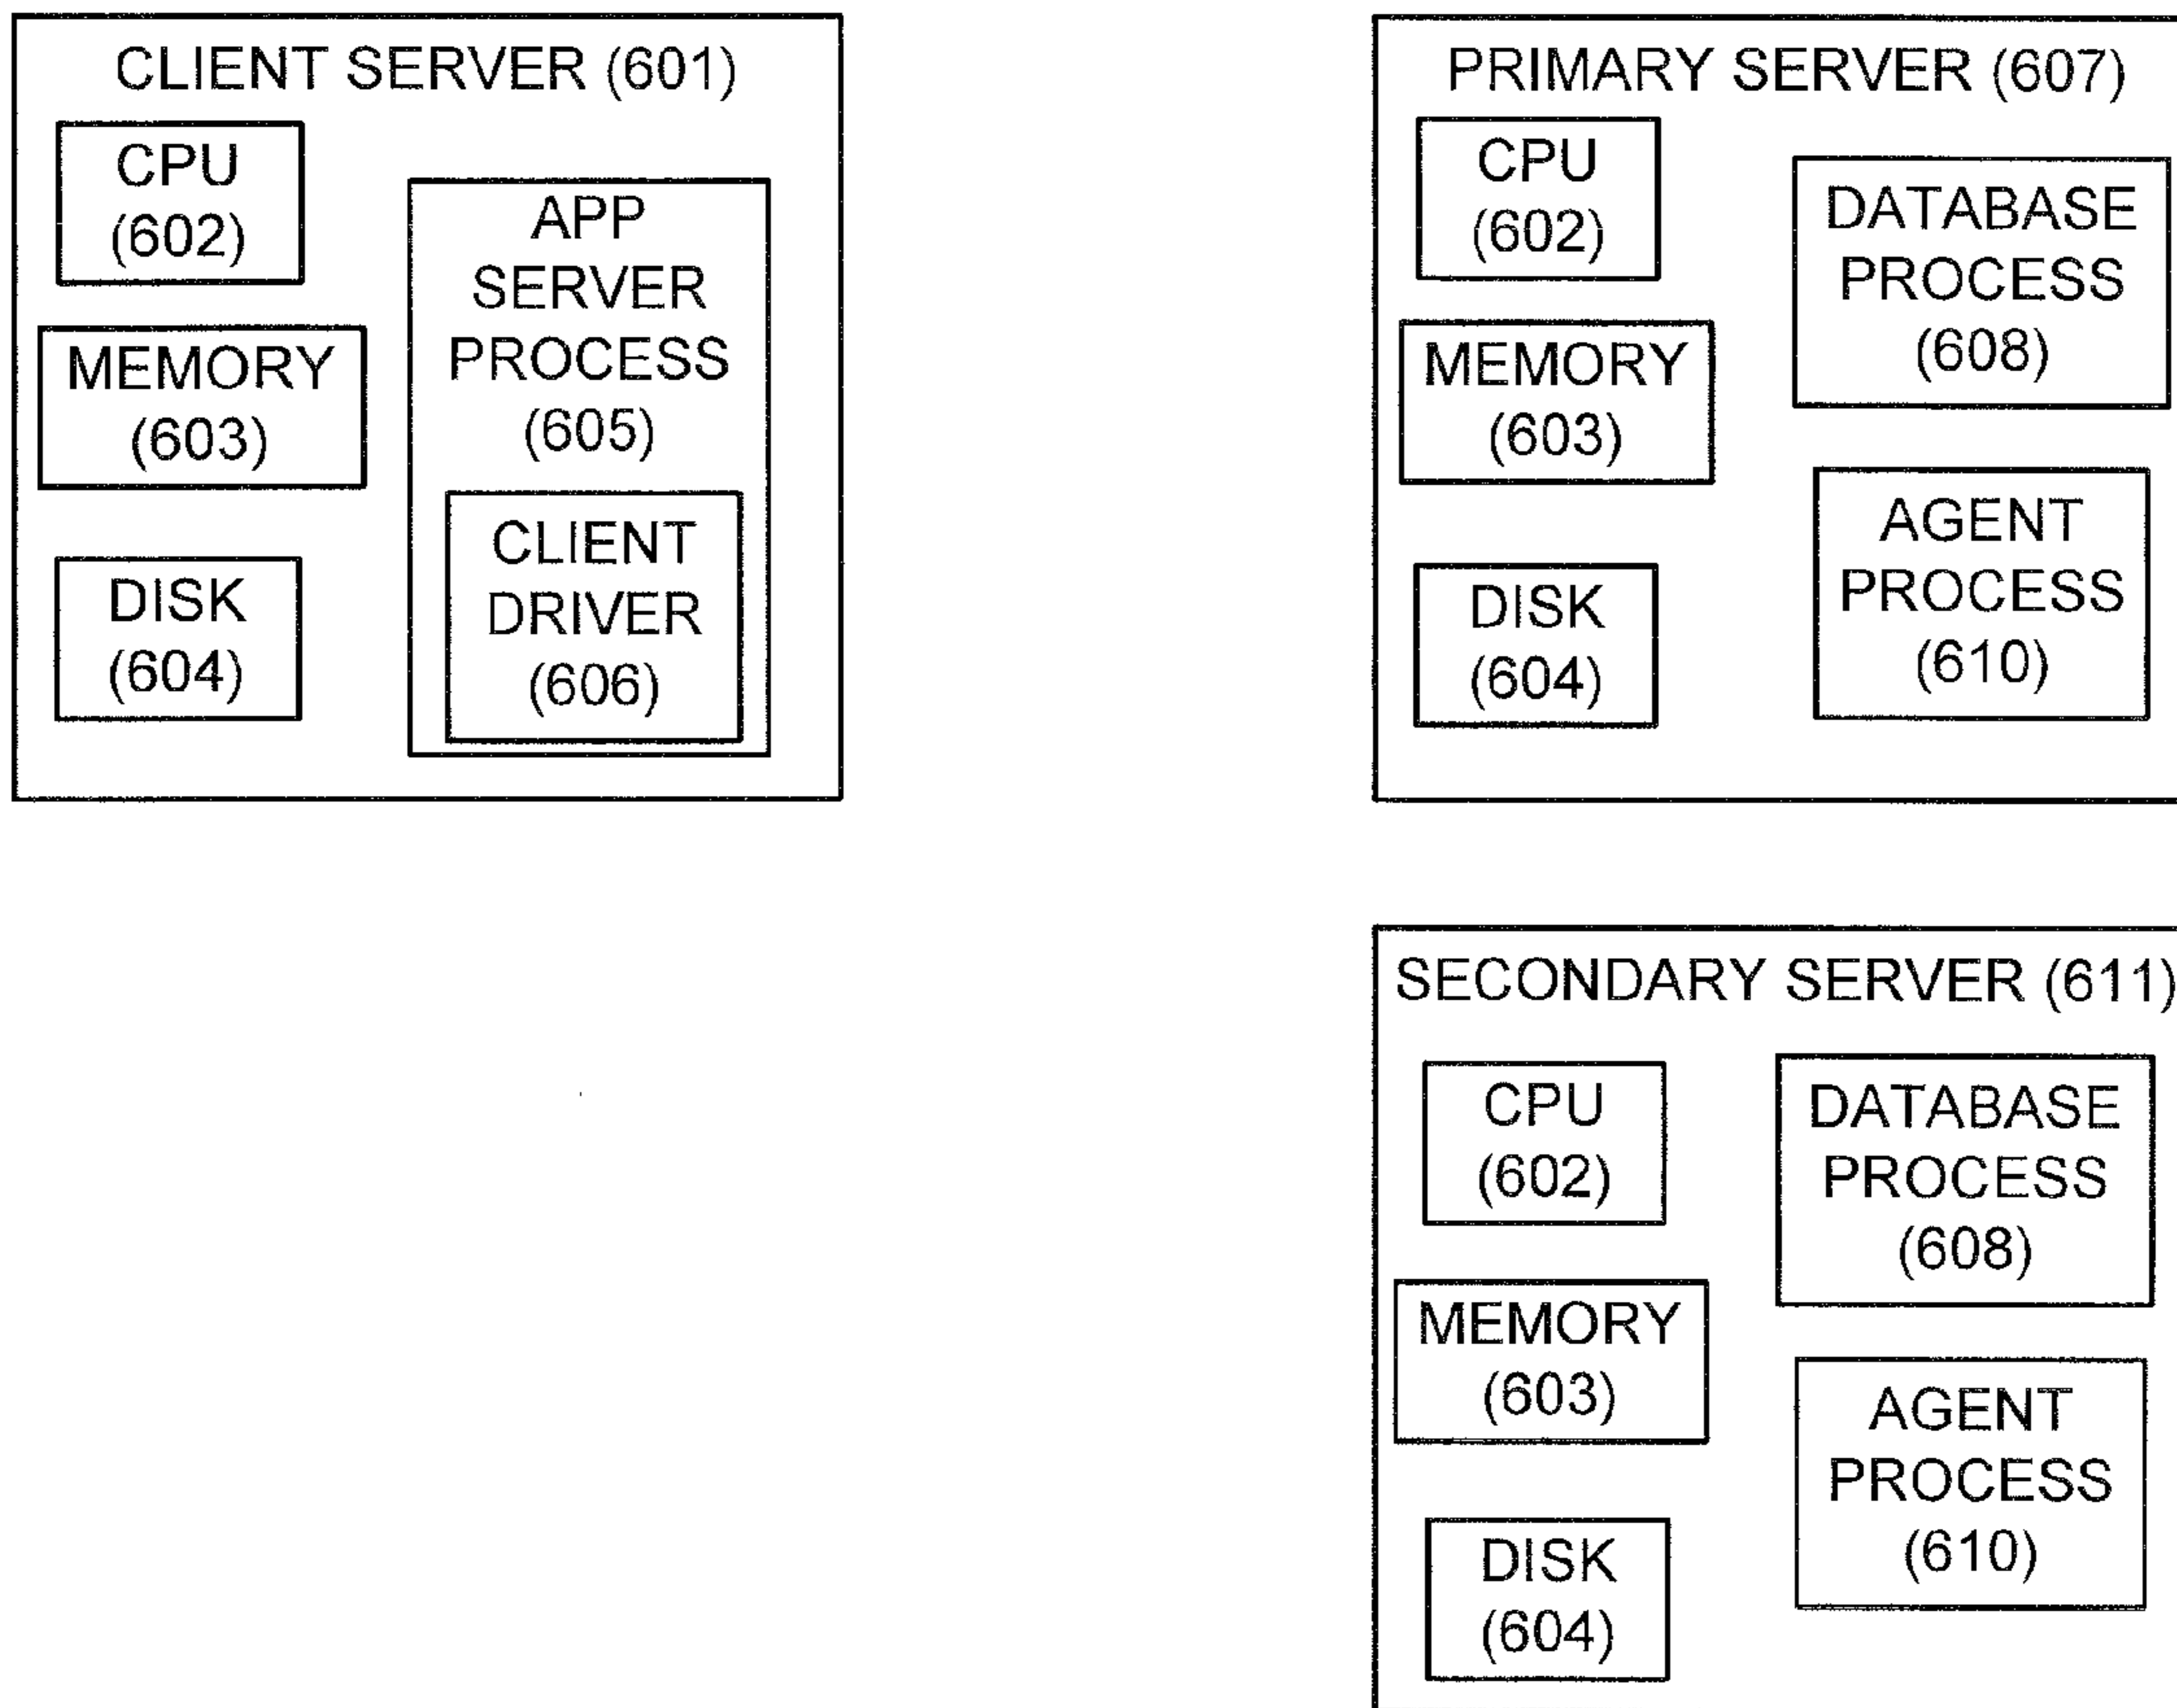 CLIENT SERVER (601)
CPU
(602)
MEMORY
(603)
DISK
(604)
APP
SERVER
PROCESS
(605)
CLIENT
DRIVER
(606)
PRIMARY SERVER (607)
CPU
(602)
MEMORY
(603)
DISK
(604)
DATABASE
PROCESS
(608)
AGENT
PROCESS
(610)
SECONDARY SERVER (611)
CPU
(602)
MEMORY
(603)
DISK
(604)
DATABASE
PROCESS
(608)
AGENT
PROCESS
(610)